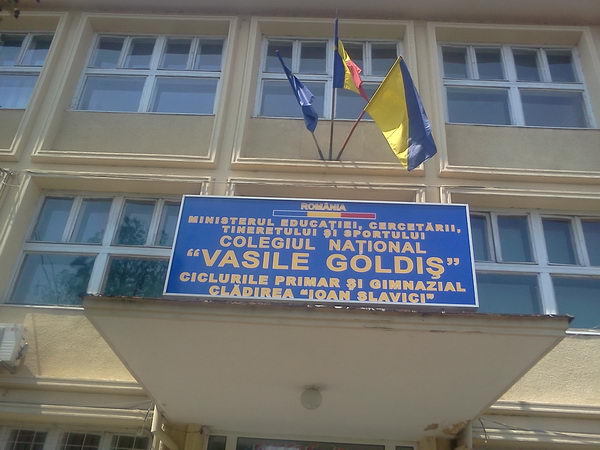 ROMÂNIA
MINISTERUL EDUCAŢIEI, CERCETĂRII,
TINERETULUI ŞI SPORTULUI
COLEGIUL NAŢIONAL
“VASILE GOLDIŞ”
CICLURILE PRIMAR ŞI GIMNAZIAL
CLĂDIREA “IOAN SLAVICI”